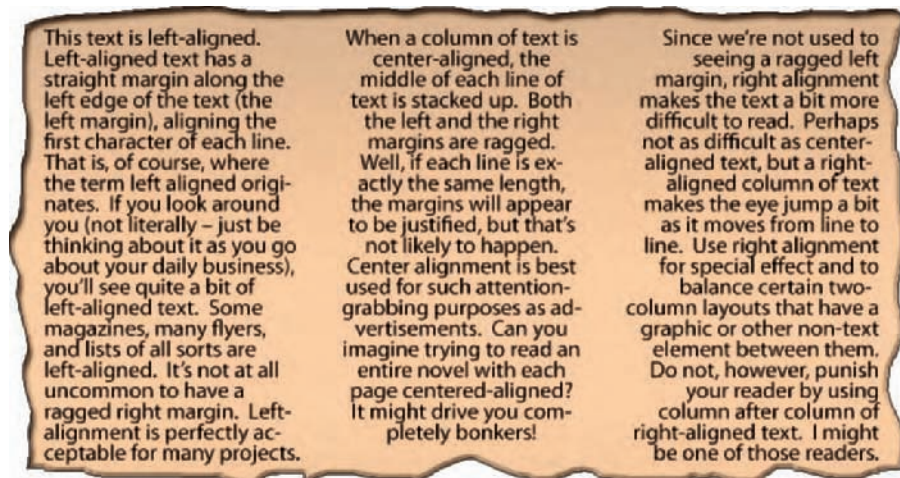 This text is left-aligned.
Left-aligned text has a
straight margin along the
left edge of the text (the
left margin), aligning the
first character of each line.
That is, of course, where
the term left aligned origi-
nates.  If you look around
you (not literally – just be
thinking about it as you go
about your daily business),
you'll see quite a bit of
left-aligned text.  Some
magazines, many flyers,
and lists of all sorts are
left-aligned.  It's not at all
uncommon to have a
ragged right margin.  Left-
alignment is perfectly ac-
ceptable for many projects.
When a column of text is
center-aligned, the
middle of each line of
text is stacked up.  Both
the left and the right
margins are ragged.
Well, if each line is ex-
actly the same length,
the margins will appear
to be justified, but that's
not likely to happen.
Center alignment is best
used for such attention-
grabbing purposes as ad-
vertisements.  Can you
imagine trying to read an
entire novel with each
page centered-aligned?
It might drive you com-
pletely bonkers!
Since we're not used to
seeing a ragged left
margin, right alignment
makes the text a bit more
difficult to read.  Perhaps
not as difficult as center-
aligned text, but a right-
aligned column of text
makes the eye jump a bit
as it moves from line to
line.  Use right alignment
for special effect and to
balance certain two-
column layouts that have a
graphic or other non-text
element between them.
Do not, however, punish
your reader by using
column after column of
right-aligned text.  I might
be one of those readers.